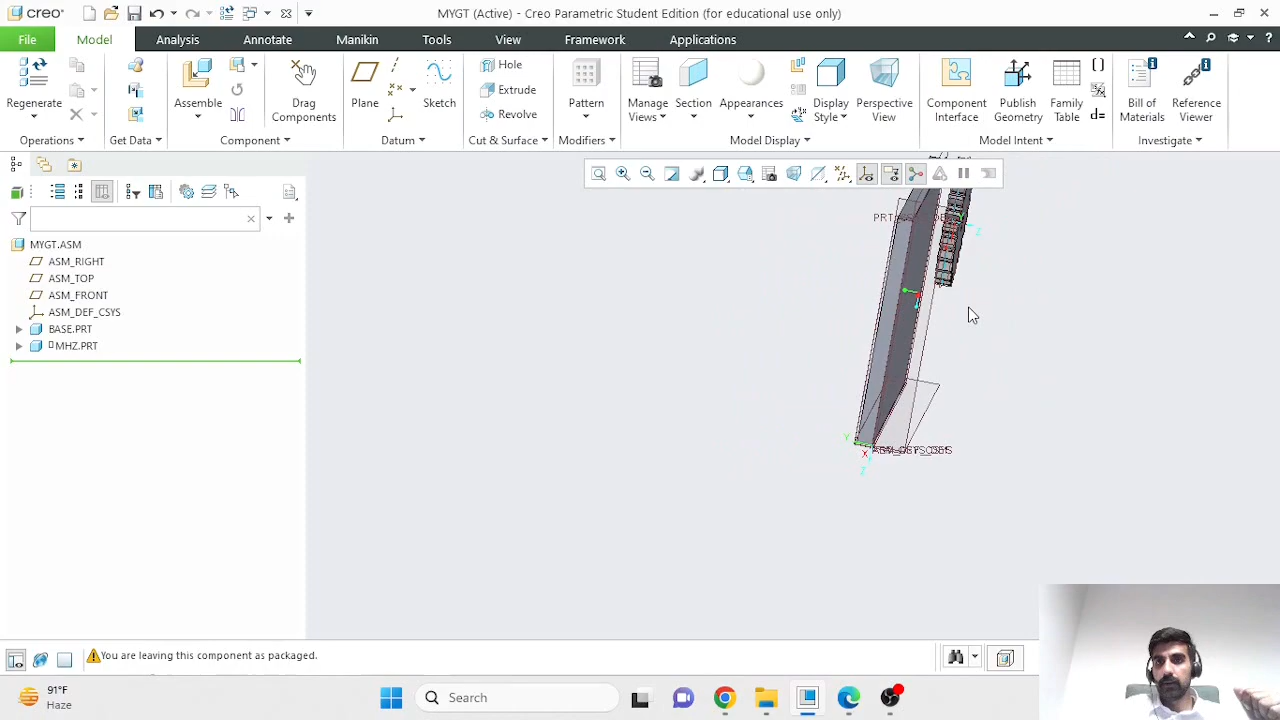 creo
MYGT (Active) - Creo Parametric Student Edition (for educational use only)
File
Model
Analysis
Annotate
Manikin
Tools
View
Framework
Applications
Regenerate
Operations
Get Data
Assemble
Drag Components
Component
Plane
Sketch
Datum
Hole
Extrude
Revolve
Cut & Surface
Pattern
Modifiers
Manage Views
Section
Appearances
Display Style
Perspective View
Model Display
Component Interface
Publish Geometry
Family Table
d=
Model Intent
Bill of Materials
Reference Viewer
Investigate
MYGT.ASM
ASM_RIGHT
ASM_TOP
ASM_FRONT
ASM_DEF_CSYS
BASE.PRT
MHZ.PRT
Z
Y
X
Z
You are leaving this component as packaged.
91°F
Haze
Search